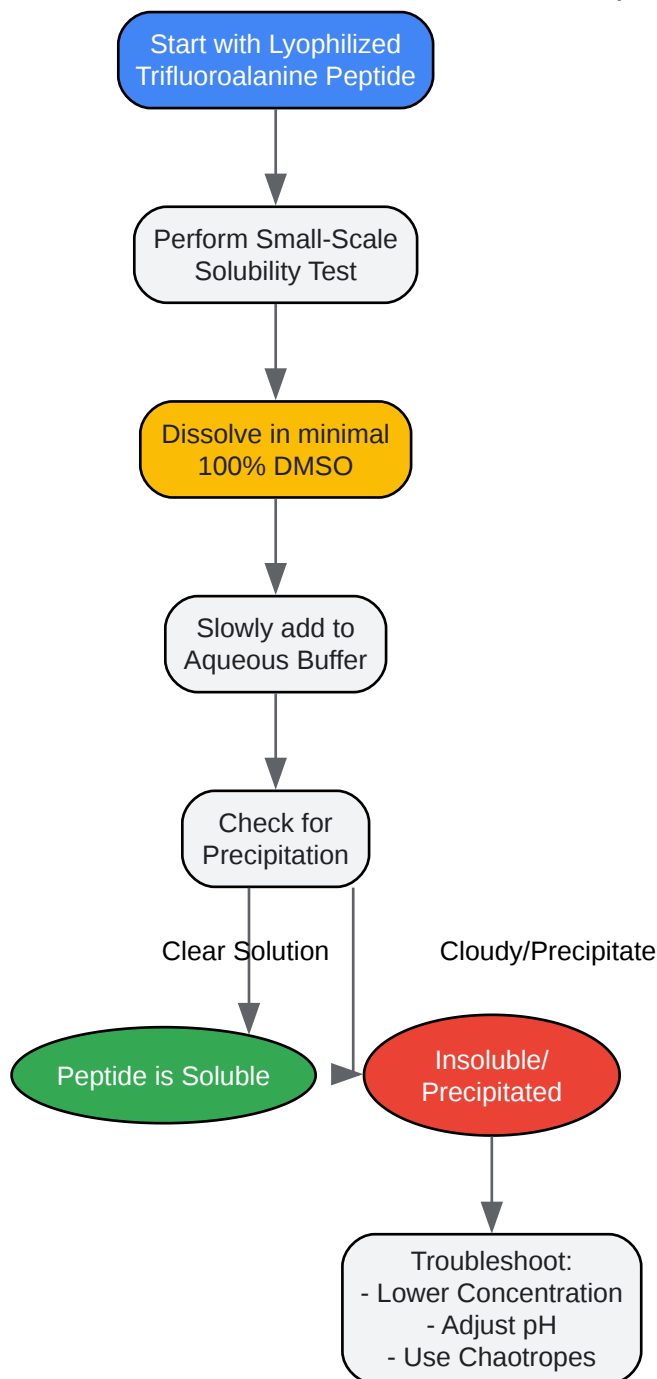 Start with Lyophilized
Trifluoroalanine Peptide
Perform Small-Scale
Solubility Test
Dissolve in minimal
100% DMSO
Slowly add to
Aqueous Buffer
Check for
Precipitation
Clear Solution
Cloudy/Precipitate
Peptide is Soluble
Insoluble/
Precipitated
Troubleshoot:
- Lower Concentration
- Adjust pH
- Use Chaotropes